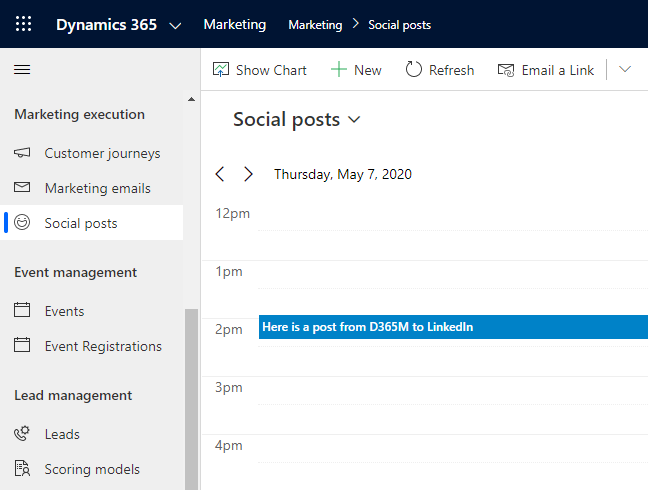 Dynamics 365 Marketing Marketing > Social posts
Show Chart New Refresh Email a Link
Marketing execution
Customer journeys
Marketing emails
Social posts
Event management
Events
Event Registrations
Lead management
Leads
Scoring models
Social posts
Thursday, May 7, 2020
12pm
1pm
2pm Here is a post from D365M to LinkedIn
3pm
4pm